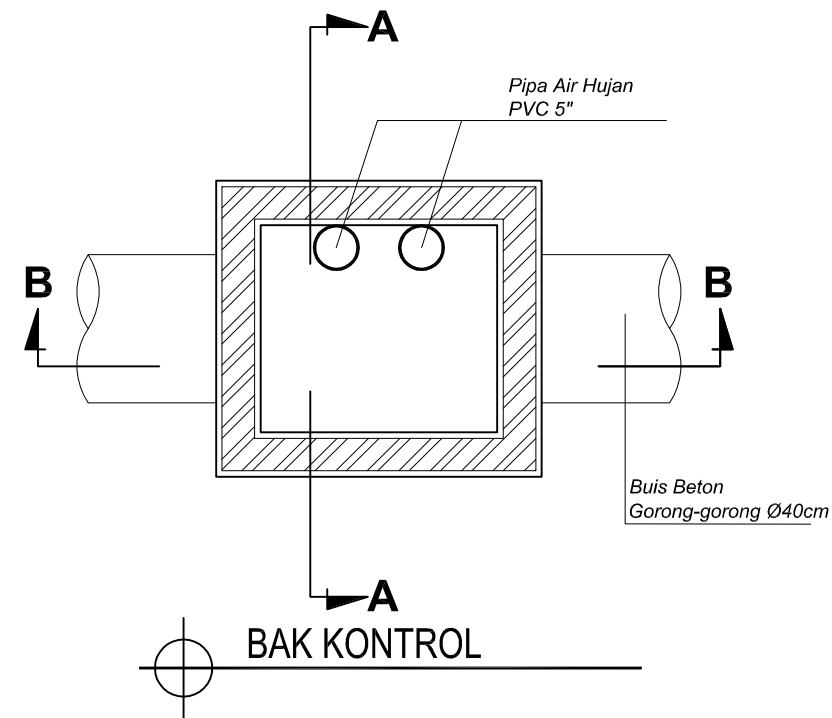 A
Pipa Air Hujan
PVC 5"
B
B
Buis Beton
Gorong-gorong Ø40cm
A
BAK KONTROL